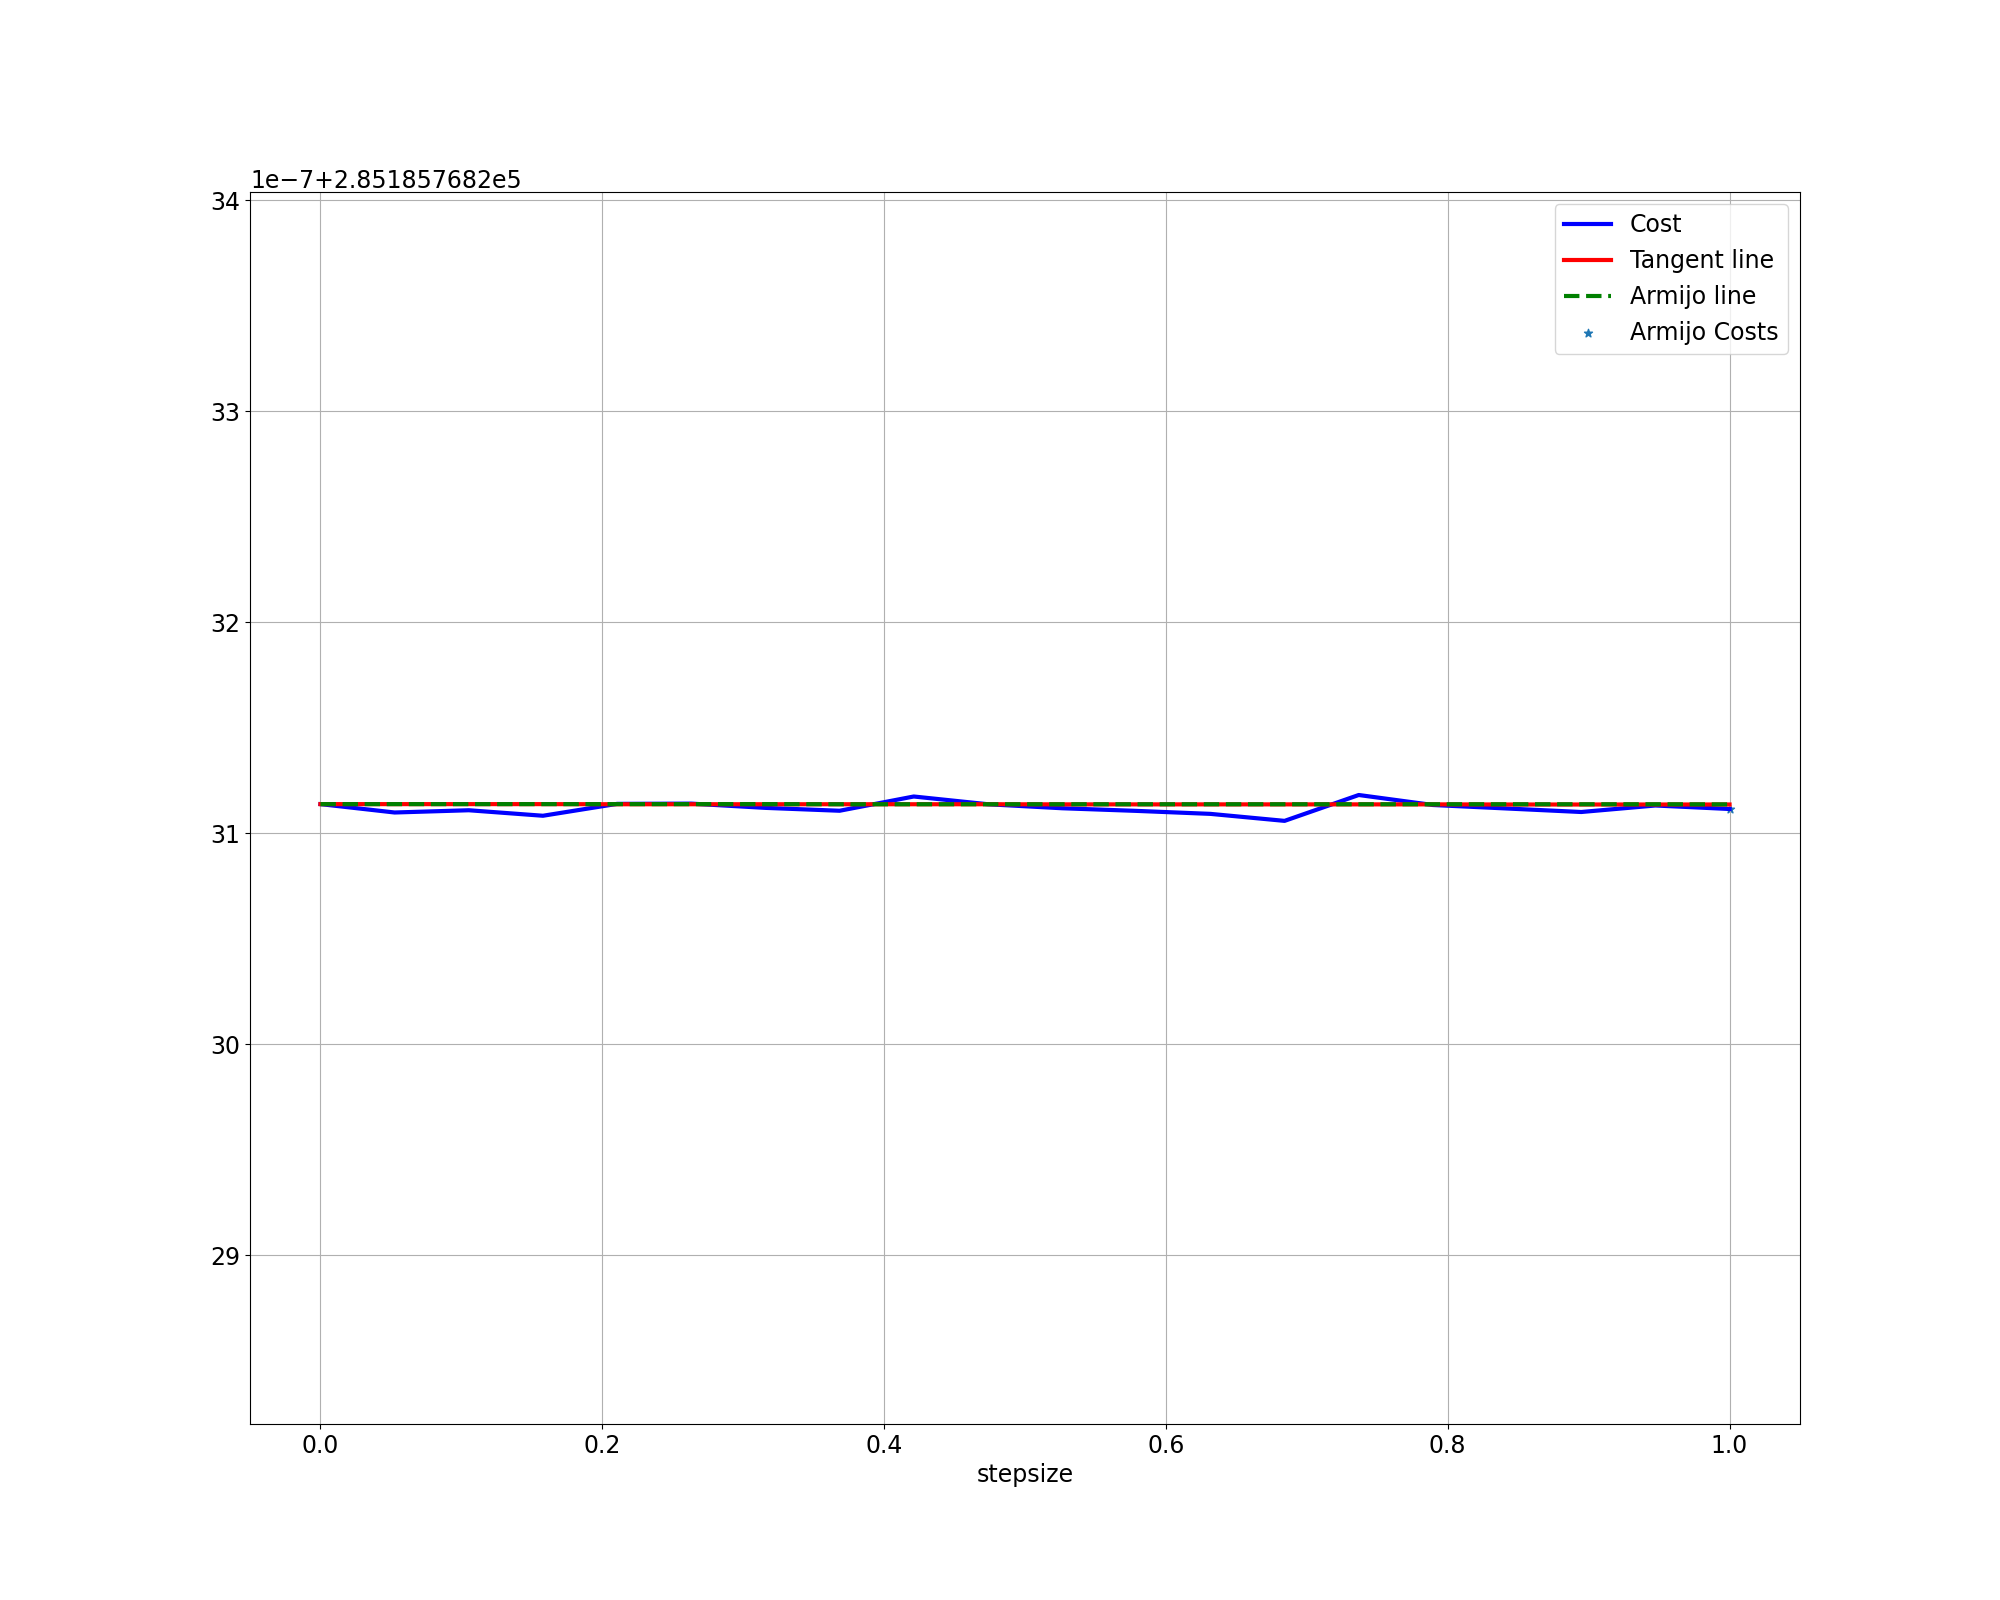 1e−7+2.851857682e5
34
33
32
31
30
29
Cost
Tangent line
Armijo line
Armijo Costs
0.0 0.2 0.4 0.6 0.8 1.0
stepsize